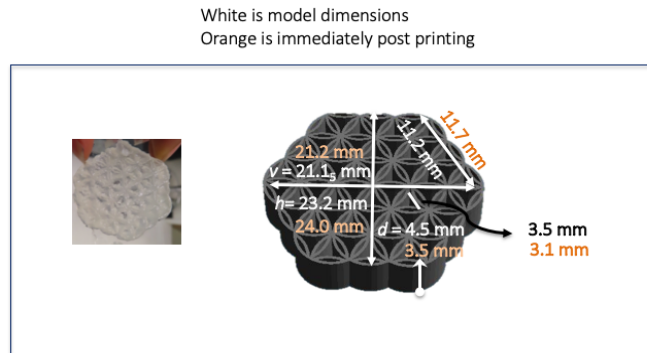 White is model dimensions
Orange is immediately post printing
11.7 mm
11.2 mm
21.2 mm
v = 21.1₅ mm
h= 23.2 mm
24.0 mm
d = 4.5 mm
3.5 mm
3.5 mm
3.1 mm